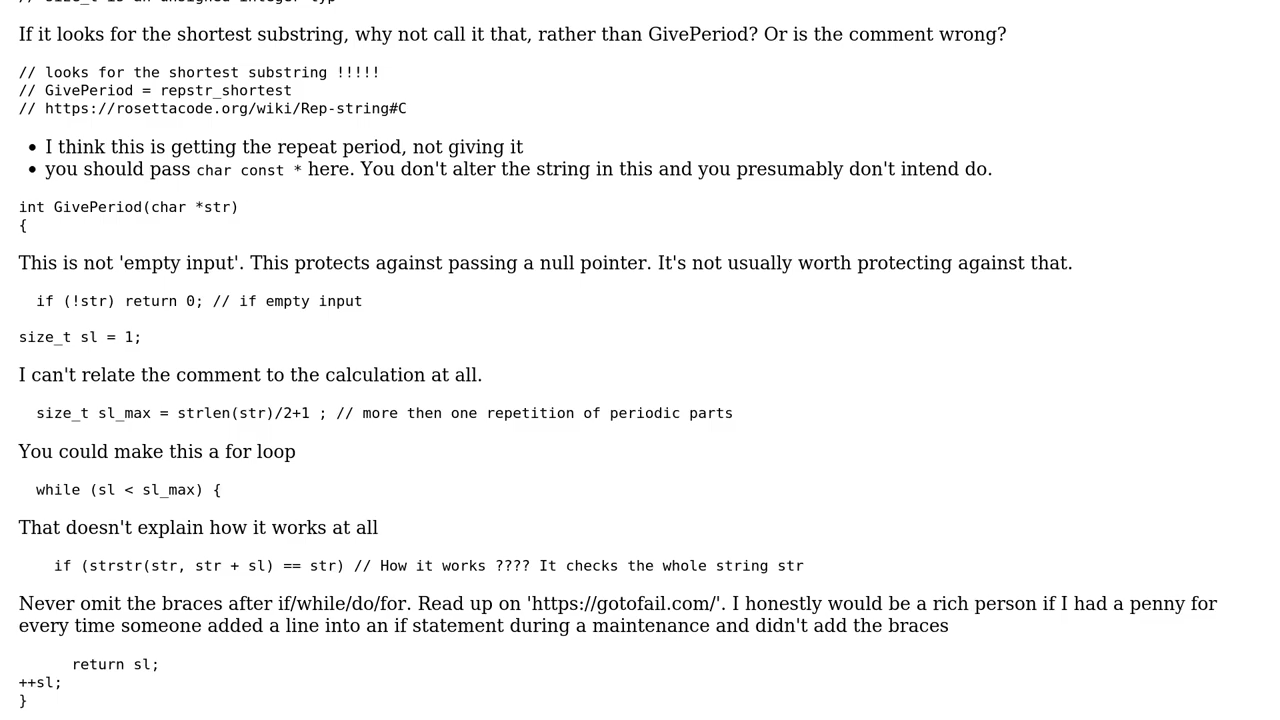 // size_t is an unsigned integer typ
If it looks for the shortest substring, why not call it that, rather than GivePeriod? Or is the comment wrong?
// looks for the shortest substring !!!!!
// GivePeriod = repstr_shortest
// https://rosettacode.org/wiki/Rep-string#C
• I think this is getting the repeat period, not giving it
• you should pass char const * here. You don't alter the string in this and you presumably don't intend do.
int GivePeriod(char *str)
{
This is not 'empty input'. This protects against passing a null pointer. It's not usually worth protecting against that.
if (!str) return 0; // if empty input
size_t sl = 1;
I can't relate the comment to the calculation at all.
size_t sl_max = strlen(str)/2+1 ; // more then one repetition of periodic parts
You could make this a for loop
while (sl < sl_max) {
That doesn't explain how it works at all
if (strstr(str, str + sl) == str) // How it works ???? It checks the whole string str
Never omit the braces after if/while/do/for. Read up on 'https://gotofail.com/'. I honestly would be a rich person if I had a penny for
every time someone added a line into an if statement during a maintenance and didn't add the braces
return sl;
++sl;
}